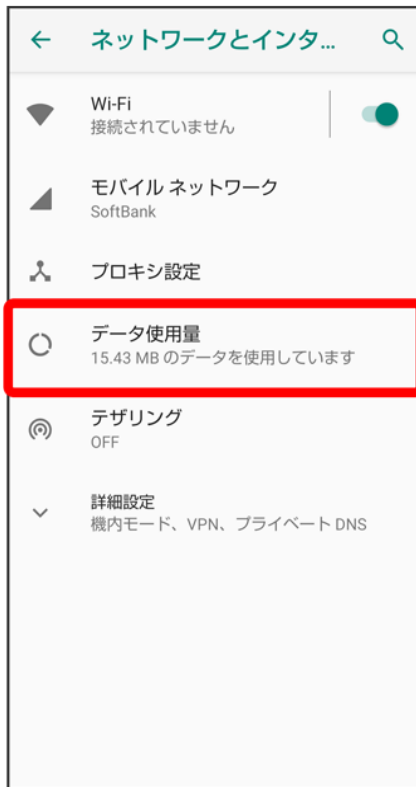 ネットワークとインタ...
Wi-Fi
接続されていません
モバイル ネットワーク
SoftBank
プロキシ設定
データ使用量
15.43 MB のデータを使用しています
テザリング
OFF
詳細設定
機内モード、VPN、プライベート DNS